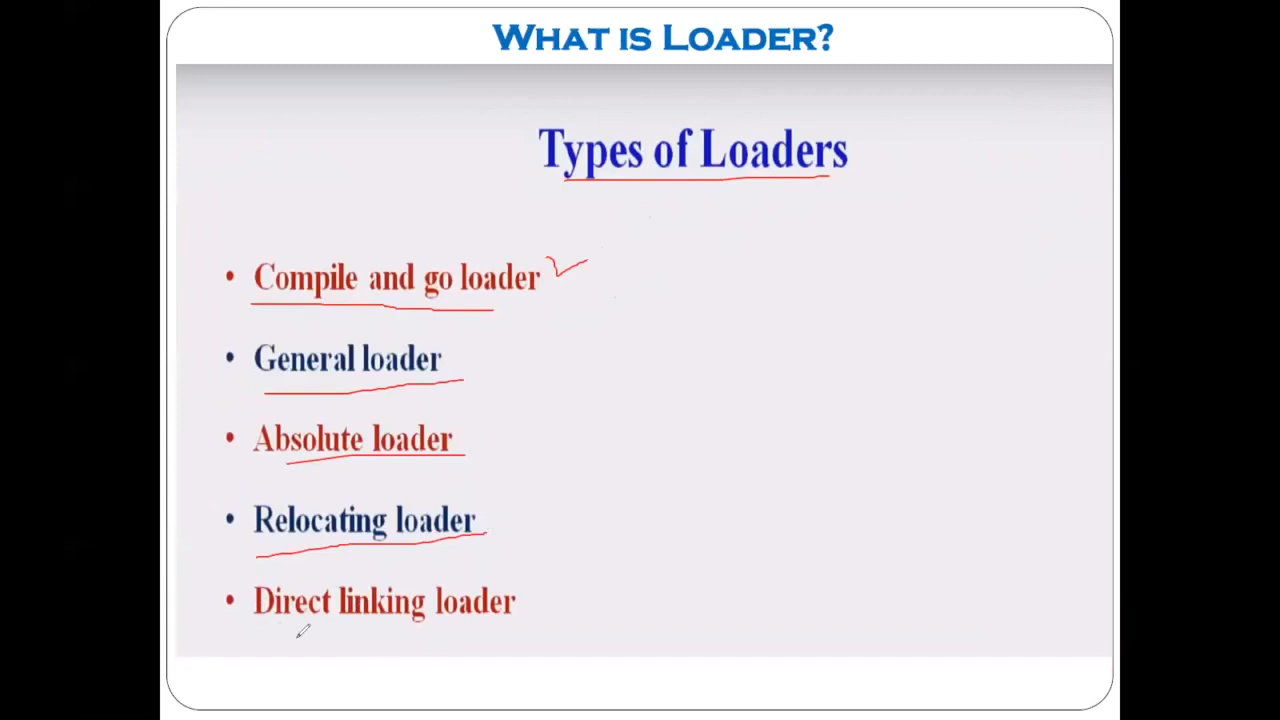 WHAT IS LOADER?
Types of Loaders
• Compile and go loader
• General loader
• Absolute loader
• Relocating loader
• Direct linking loader